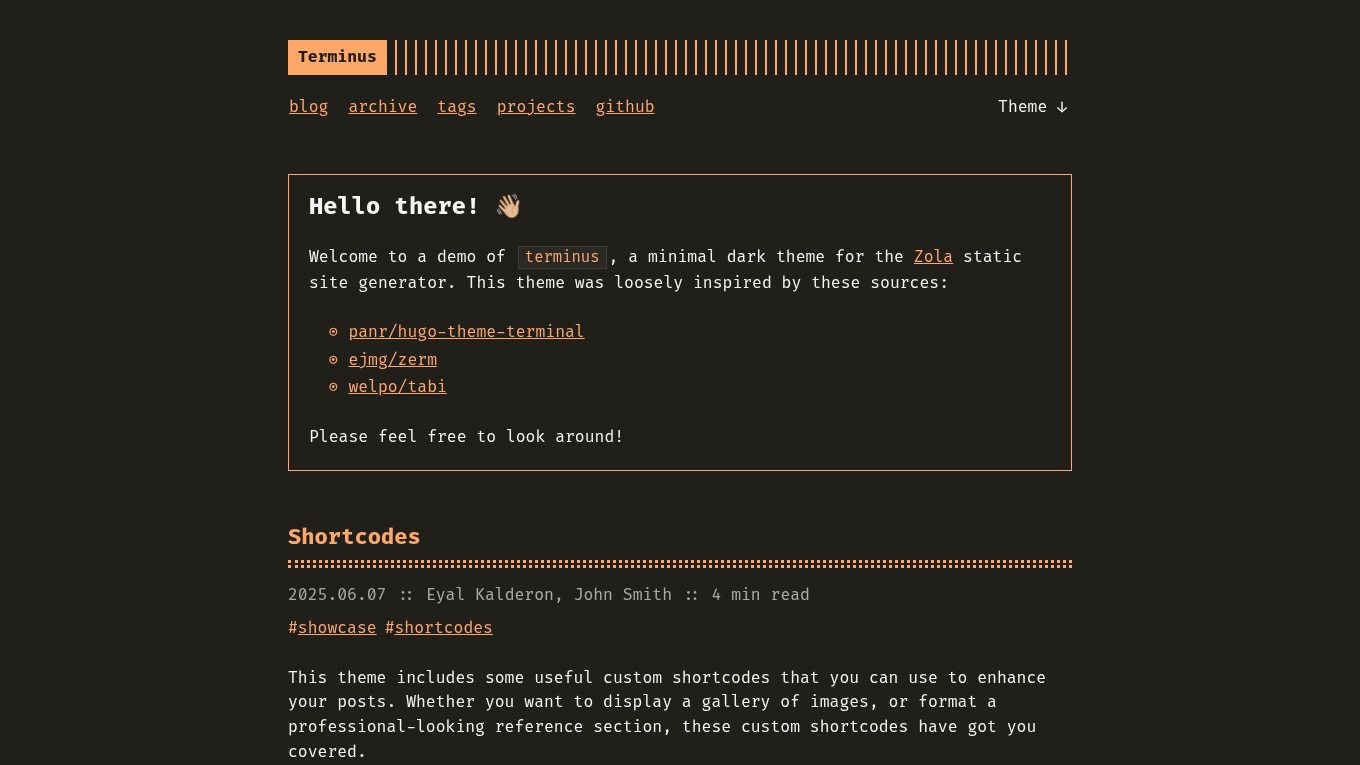 Terminus
blog archive tags projects github Theme ↓
Hello there! 👋🏼
Welcome to a demo of terminus, a minimal dark theme for the Zola static
site generator. This theme was loosely inspired by these sources:
panr/hugo-theme-terminal
ejmg/zerm
welpo/tabi
Please feel free to look around!
Shortcodes
2025.06.07 :: Eyal Kalderon, John Smith :: 4 min read
#showcase #shortcodes
This theme includes some useful custom shortcodes that you can use to enhance
your posts. Whether you want to display a gallery of images, or format a
professional-looking reference section, these custom shortcodes have got you
covered.